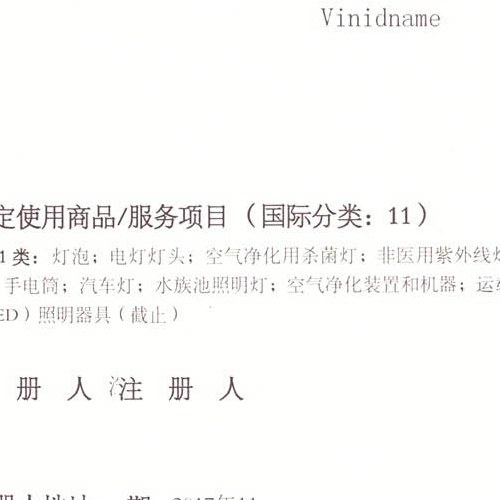 Vinidname
定使用商品/服务项目（国际分类：11）
1类：灯泡；电灯灯头；空气净化用杀菌灯；非医用紫外线灯
手电筒；汽车灯；水族池照明灯；空气净化装置和机器；运
ED）照明器具（截止）
册 人 注 册 人